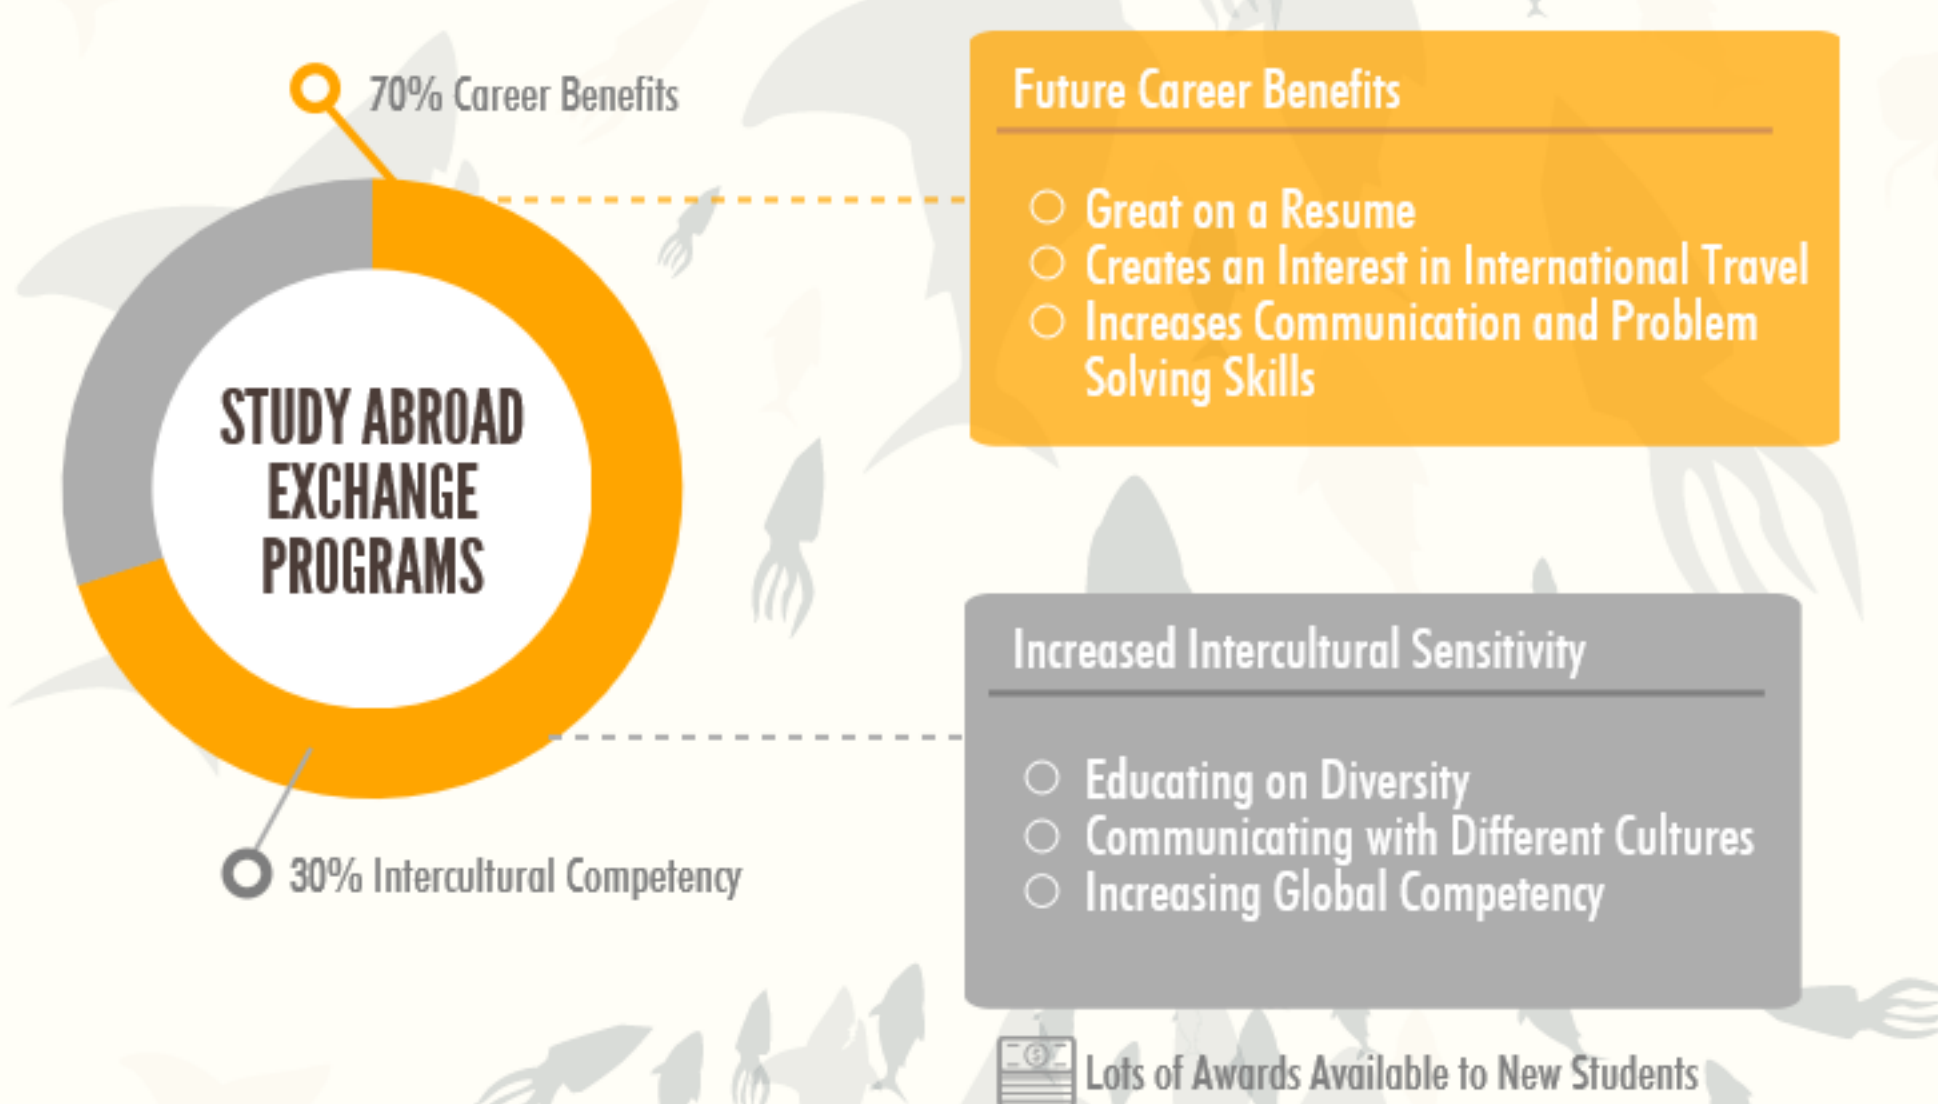 70% Career Benefits
STUDY ABROAD
EXCHANGE
PROGRAMS
30% Intercultural Competency
Future Career Benefits
Great on a Resume
Creates an Interest in International Travel
Increases Communication and Problem
Solving Skills
Increased Intercultural Sensitivity
Educating on Diversity
Communicating with Different Cultures
Increasing Global Competency
Lots of Awards Available to New Students